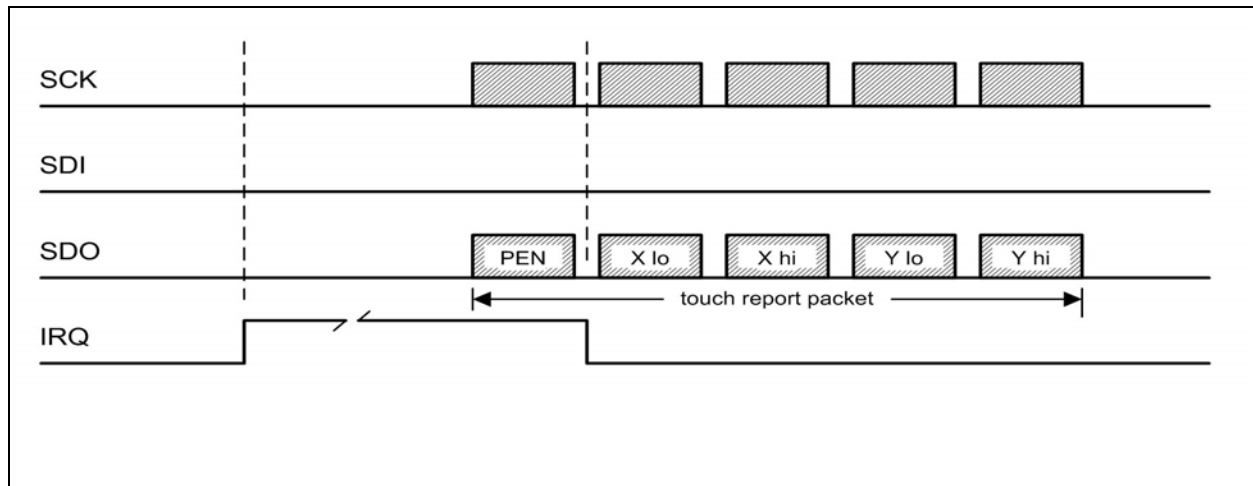 SCK
SDI
SDO
PEN X lo X hi Y lo Y hi
touch report packet
IRQ